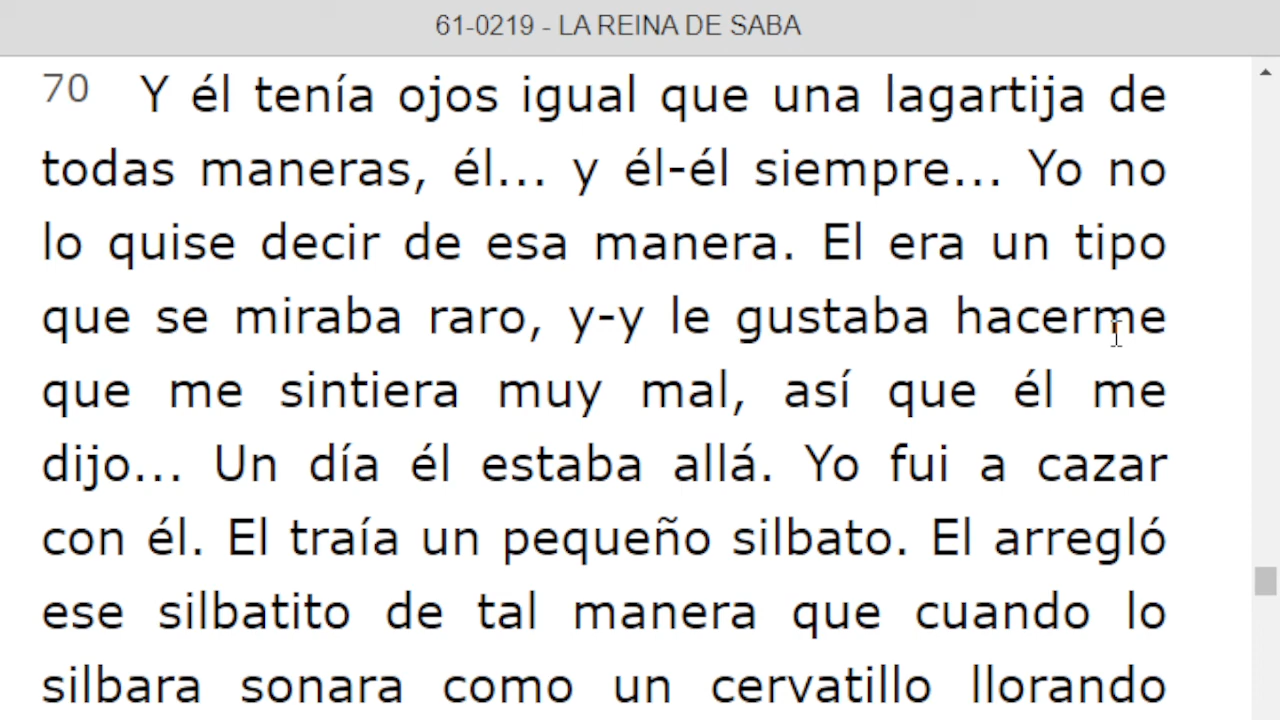 61-0219 - LA REINA DE SABA
70 Y él tenía ojos igual que una lagartija de
todas maneras, él... y él-él siempre... Yo no
lo quise decir de esa manera. El era un tipo
que se miraba raro, y-y le gustaba hacerme
que me sintiera muy mal, así que él me
dijo... Un día él estaba allá. Yo fui a cazar
con él. El traía un pequeño silbato. El arregló
ese silbatito de tal manera que cuando lo
silbara sonara como un cervatillo llorando